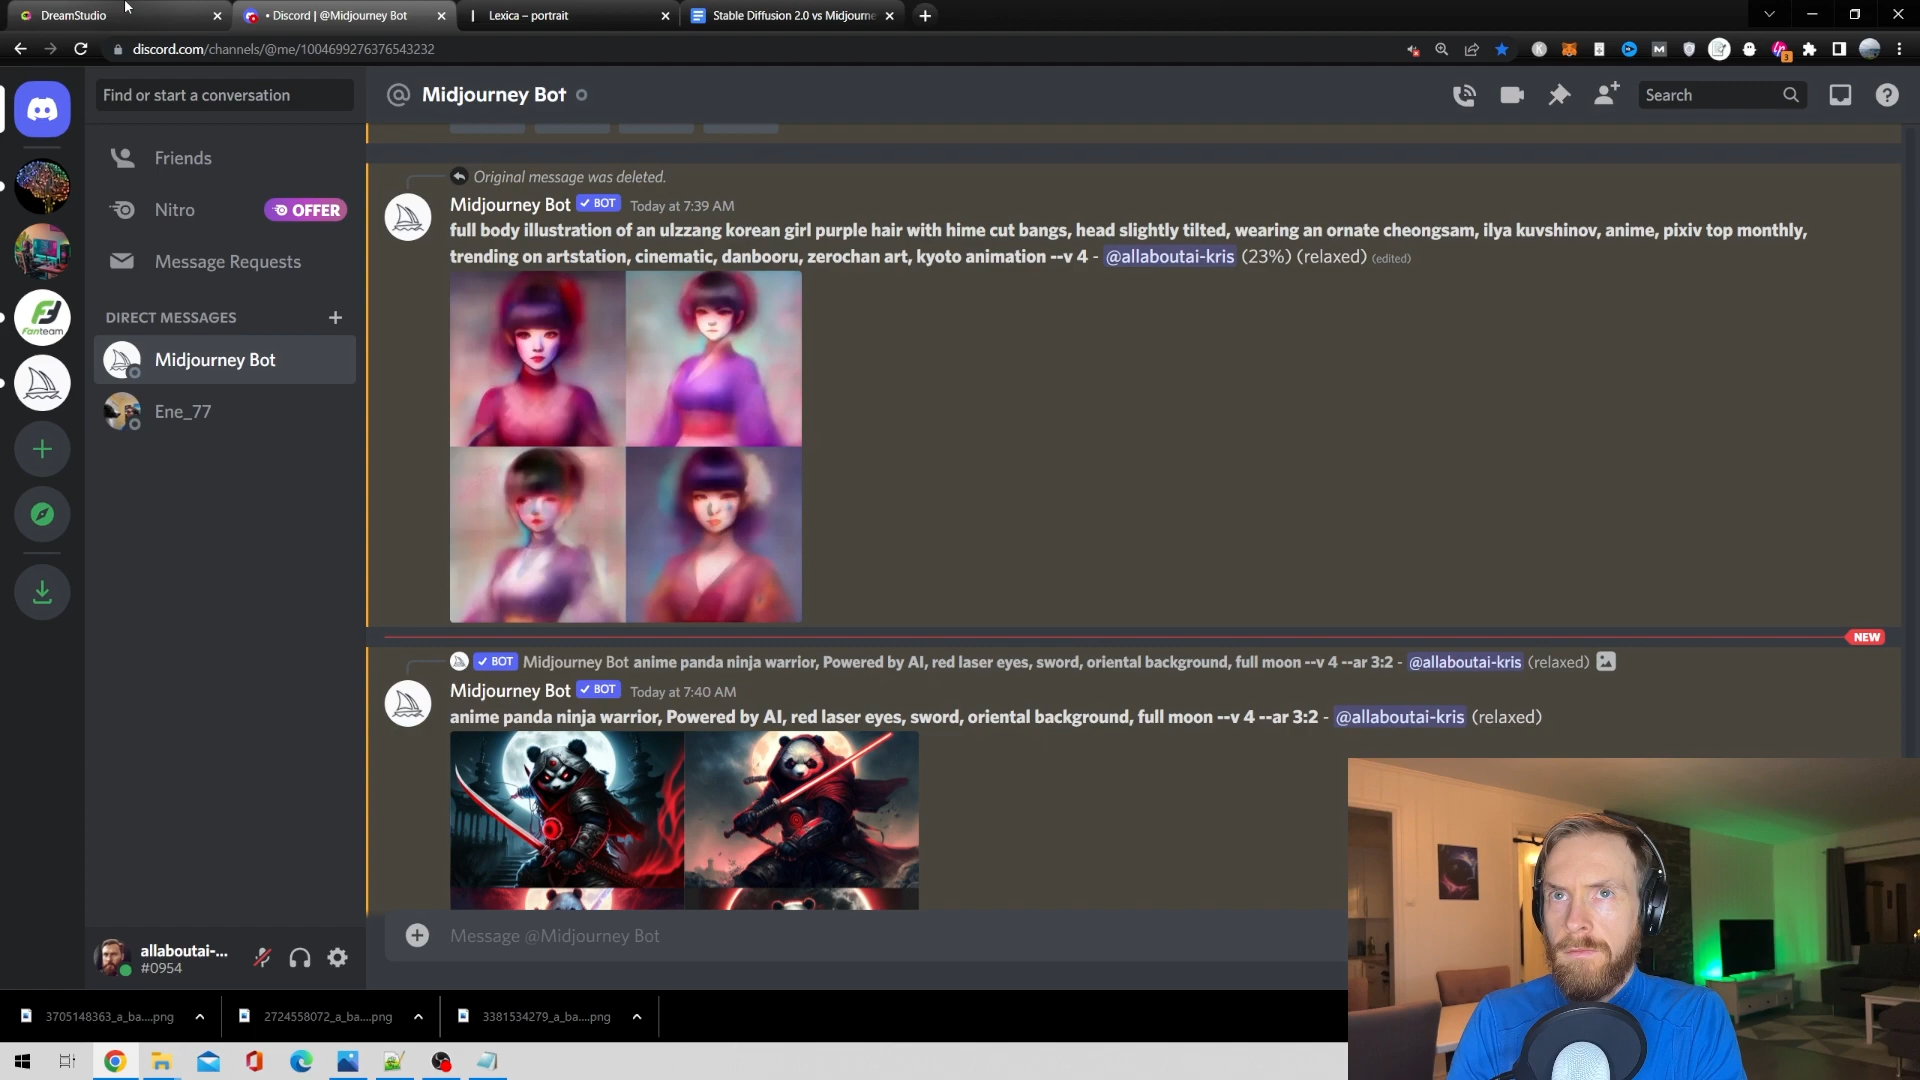 DreamStudio
• Discord | @Midjourney Bot
Lexica – portrait
Stable Diffusion 2.0 vs Midjourne
discord.com/channels/@me/1004699276376543232
3
Find or start a conversation
Midjourney Bot
Search
Friends
Nitro
OFFER
Message Requests
DIRECT MESSAGES
Midjourney Bot
Ene_77
Fanteam
Original message was deleted.
Midjourney Bot BOT Today at 7:39 AM
full body illustration of an ulzzang korean girl purple hair with hime cut bangs, head slightly tilted, wearing an ornate cheongsam, ilya kuvshinov, anime, pixiv top monthly,
trending on artstation, cinematic, danbooru, zerochan art, kyoto animation --v 4 - @allaboutai-kris (23%) (relaxed) (edited)
NEW
BOT Midjourney Bot anime panda ninja warrior, Powered by AI, red laser eyes, sword, oriental background, full moon --v 4 --ar 3:2 - @allaboutai-kris (relaxed)
Midjourney Bot BOT Today at 7:40 AM
anime panda ninja warrior, Powered by AI, red laser eyes, sword, oriental background, full moon --v 4 --ar 3:2 - @allaboutai-kris (relaxed)
Message @Midjourney Bot
allaboutai-...
#0954
3705148363_a_ba....png
2724558072_a_ba....png
3381534279_a_ba....png